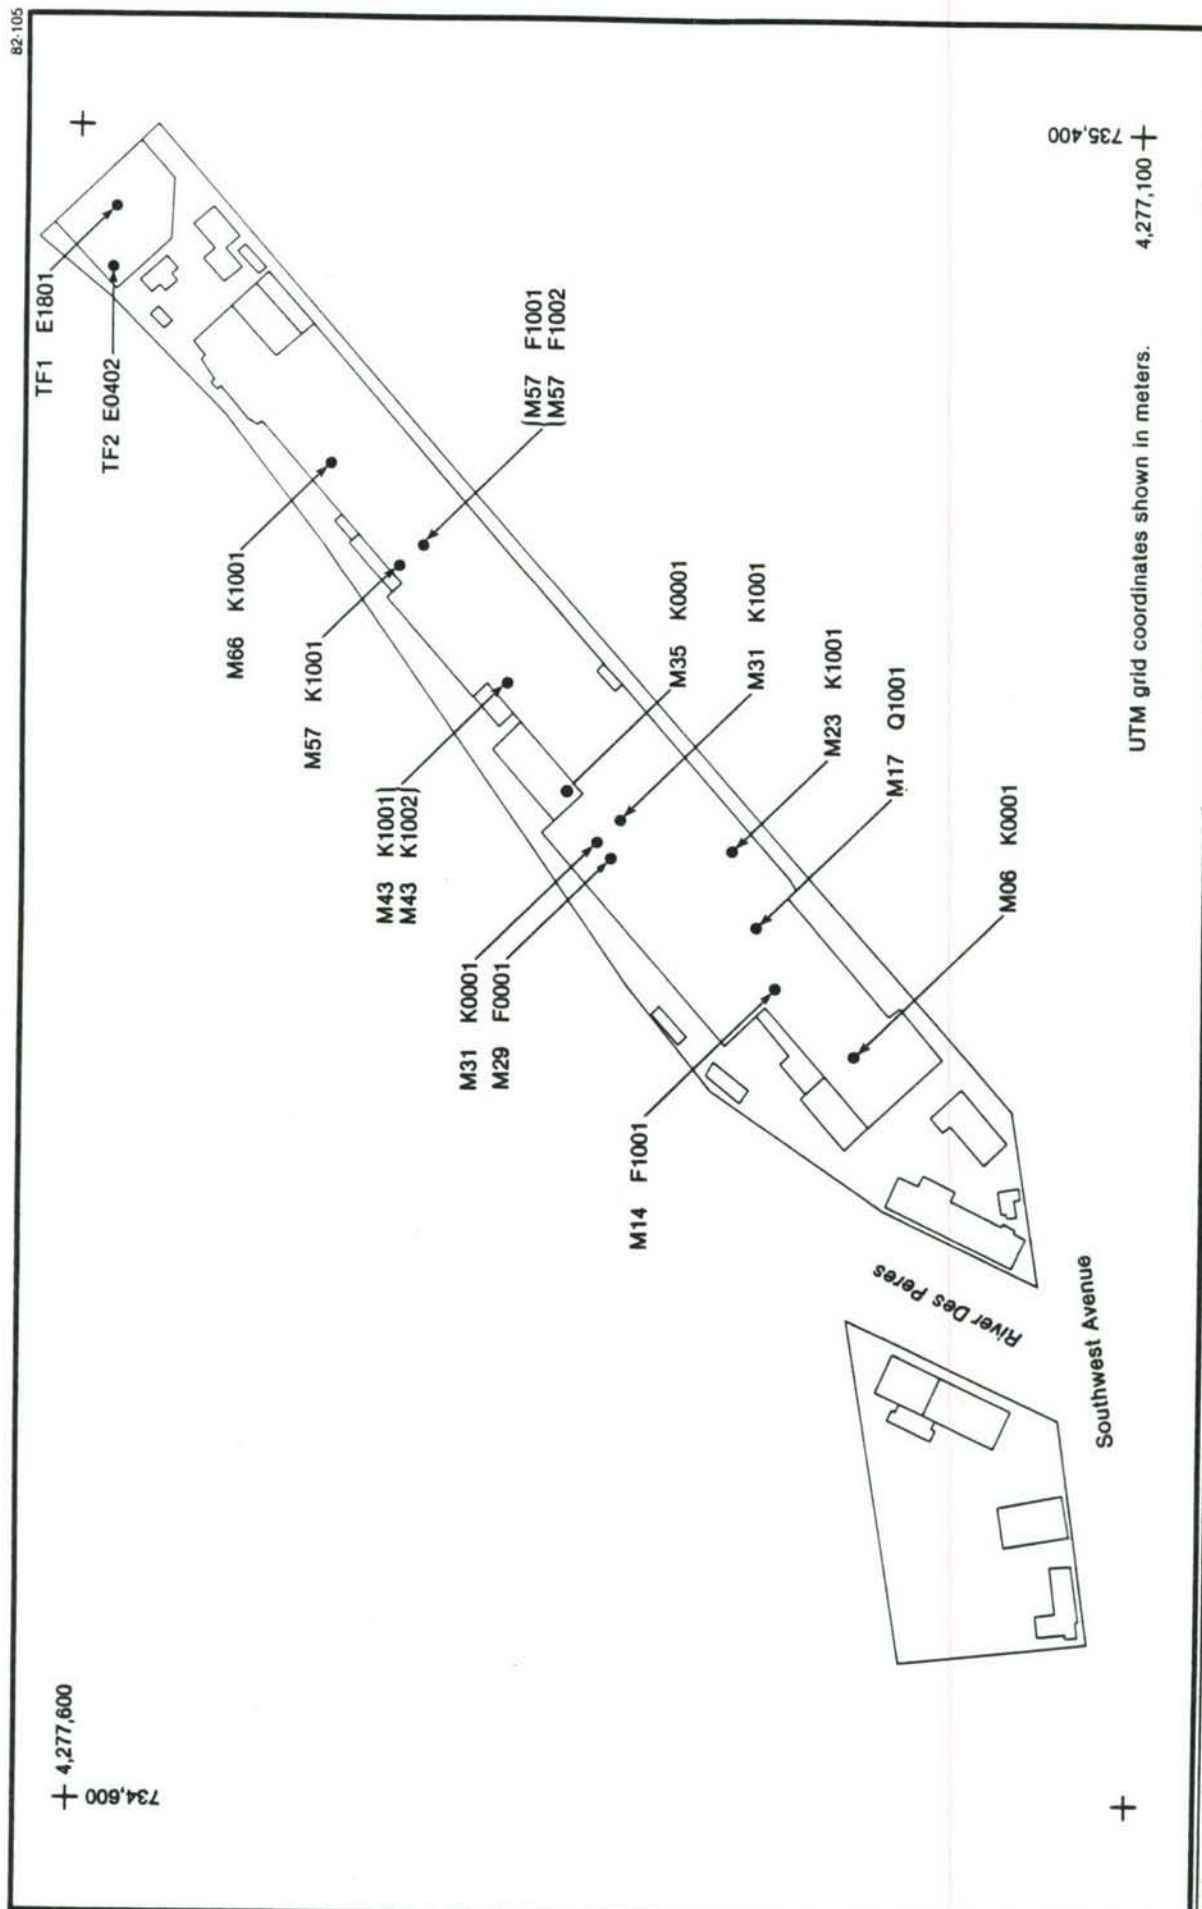 82-105
TF1 E1801
TF2 E0402
M66 K1001
M57 K1001
M57 F1001
M57 F1002
M43 K1001
M43 K1002
M35 K0001
M31 K1001
M31 K0001
M29 F0001
M23 K1001
M17 Q1001
M14 F1001
M06 K0001
River Des Peres
Southwest Avenue
4,277,600
734,600
735,400
4,277,100
UTM grid coordinates shown in meters.